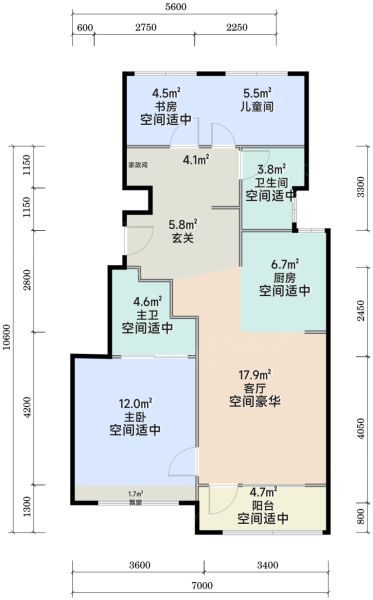 5600
600
2750
2250
4.5㎡
书房
空间适中
5.5㎡
儿童间
1150
家政间
4.1㎡
3.8㎡
卫生间
空间适中
3300
1150
5.8㎡
玄关
10600
2800
6.7㎡
厨房
空间适中
2450
4.6㎡
主卫
空间适中
17.9㎡
客厅
空间豪华
4200
12.0㎡
主卧
空间适中
4050
1300
1.7㎡
飘窗
4.7㎡
阳台
空间适中
800
3600
3400
7000